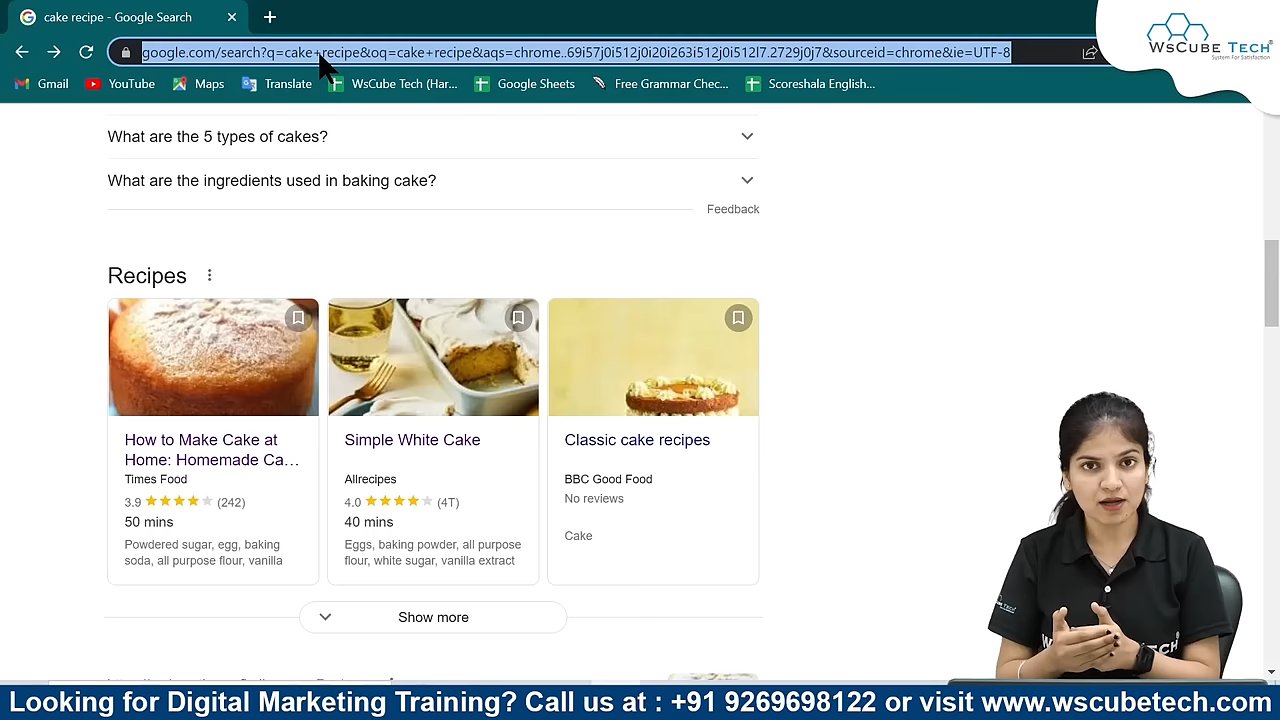 cake recipe - Google Search
google.com/search?q=cake+recipe&oq=cake+recipe&aqs=chrome..69i57j0i512j0i20i263i512j0i512l7.2729j0j7&sourceid=chrome&ie=UTF-8
WsCube Tech
System For Satisfaction
Gmail YouTube Maps Translate WsCube Tech (Har... Google Sheets Free Grammar Chec... Scoreshala English...
What are the 5 types of cakes?
What are the ingredients used in baking cake?
Feedback
Recipes
How to Make Cake at
Home: Homemade Ca...
Times Food
3.9 (242)
50 mins
Powdered sugar, egg, baking
soda, all purpose flour, vanilla
Simple White Cake
Allrecipes
4.0 (4T)
40 mins
Eggs, baking powder, all purpose
flour, white sugar, vanilla extract
Classic cake recipes
BBC Good Food
No reviews
Cake
Show more
Looking for Digital Marketing Training? Call us at : +91 9269698122 or visit www.wscubetech.com